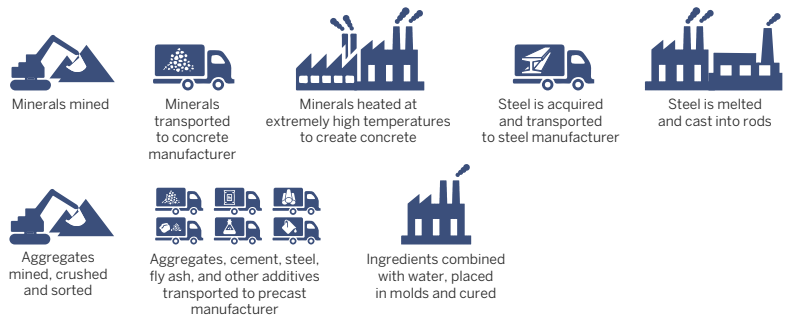 Minerals mined
Minerals
transported
to concrete
manufacturer
Minerals heated at
extremely high temperatures
to create concrete
Steel is acquired
and transported
to steel manufacturer
Steel is melted
and cast into rods
Aggregates
mined, crushed
and sorted
Aggregates, cement, steel,
fly ash, and other additives
transported to precast
manufacturer
Ingredients combined
with water, placed
in molds and cured